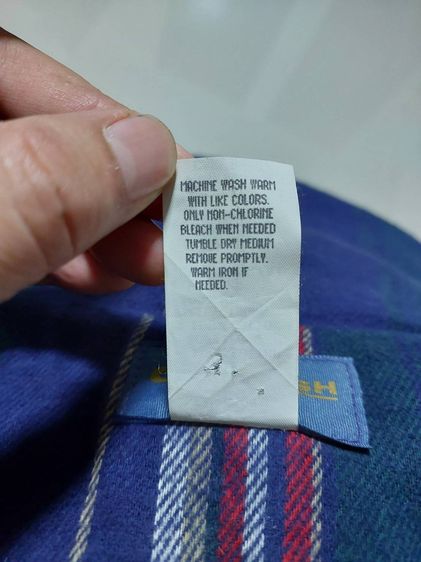 MACHINE WASH WARM
WITH LIKE COLORS.
ONLY NON-CHLORINE
BLEACH WHEN NEEDED
TUMBLE DRY MEDIUM
REMOVE PROMPTLY.
WARM IRON IF
NEEDED.
SH